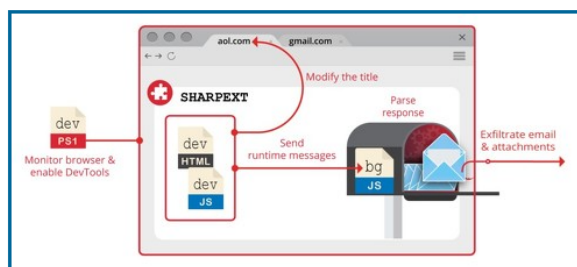 aol.com
gmail.com
Modify the title
SHARPEXT
Parse
response
dev
PS1
Monitor browser &
enable DevTools
dev
HTML
dev
JS
Send
runtime messages
bg
JS
Exfiltrate email
& attachments